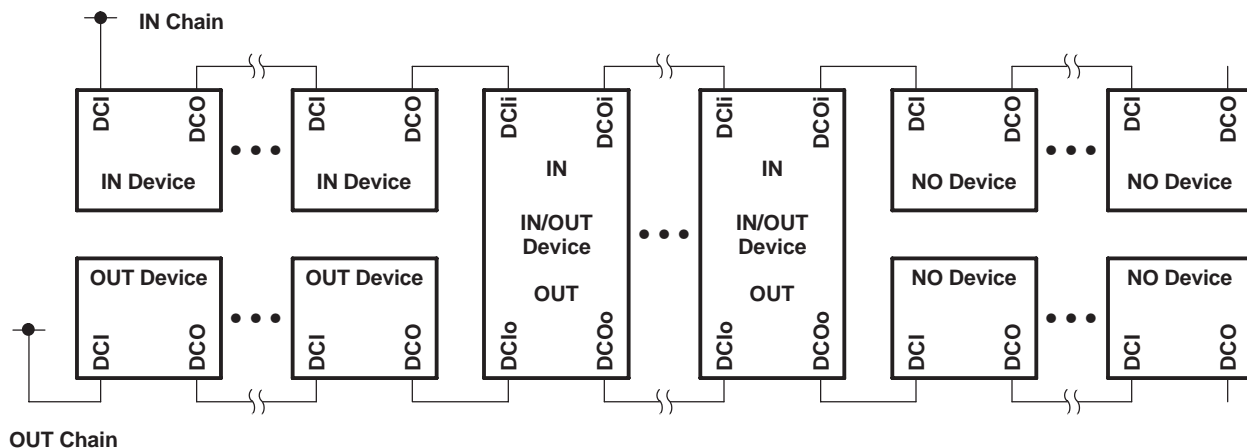 IN Chain
DCI DCO DCI DCO DCIi DCOi DCIi DCOi DCI DCO DCI DCO
IN Device IN Device IN IN NO Device NO Device
IN/OUT IN/OUT
Device Device
OUT Device OUT Device OUT OUT NO Device NO Device
DCI DCO DCI DCO DCIo DCOo DCIo DCOo DCI DCO DCI DCO
OUT Chain